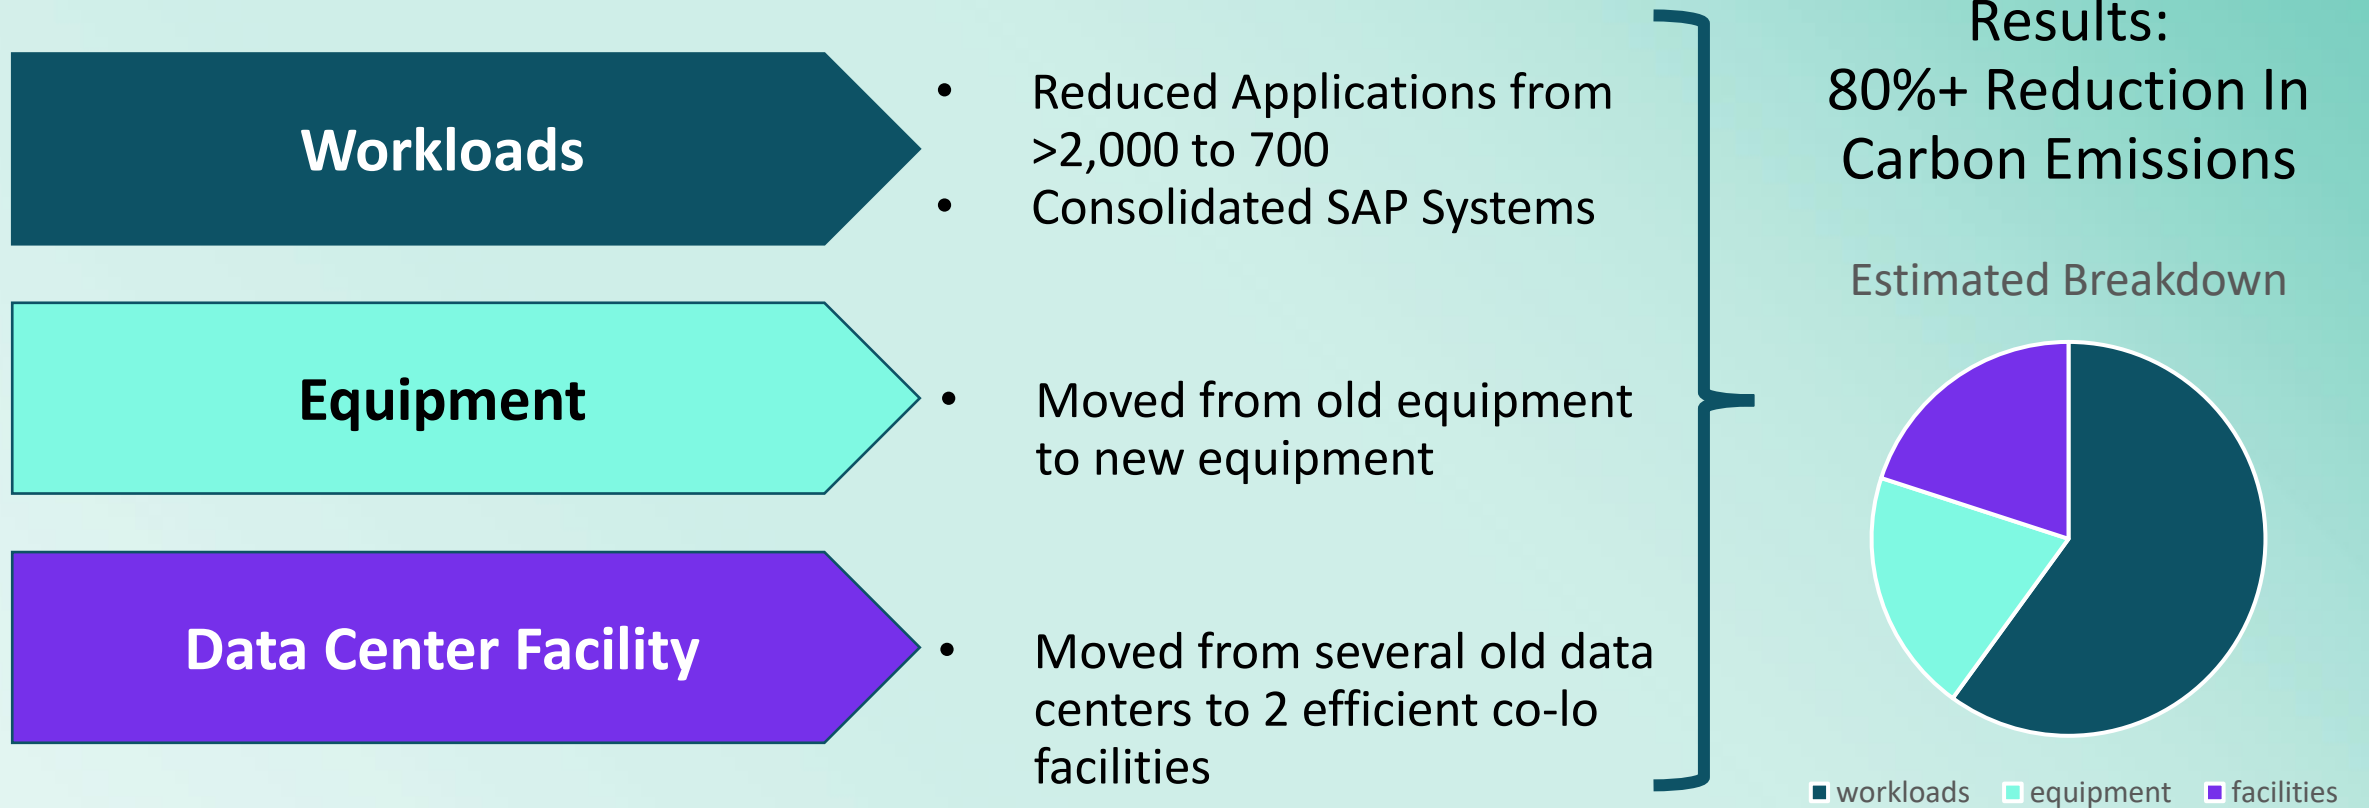 Workloads
• Reduced Applications from
>2,000 to 700
• Consolidated SAP Systems
Equipment
• Moved from old equipment
to new equipment
Data Center Facility
• Moved from several old data
centers to 2 efficient co-lo
facilities
Results:
80%+ Reduction In
Carbon Emissions
Estimated Breakdown
workloads equipment facilities